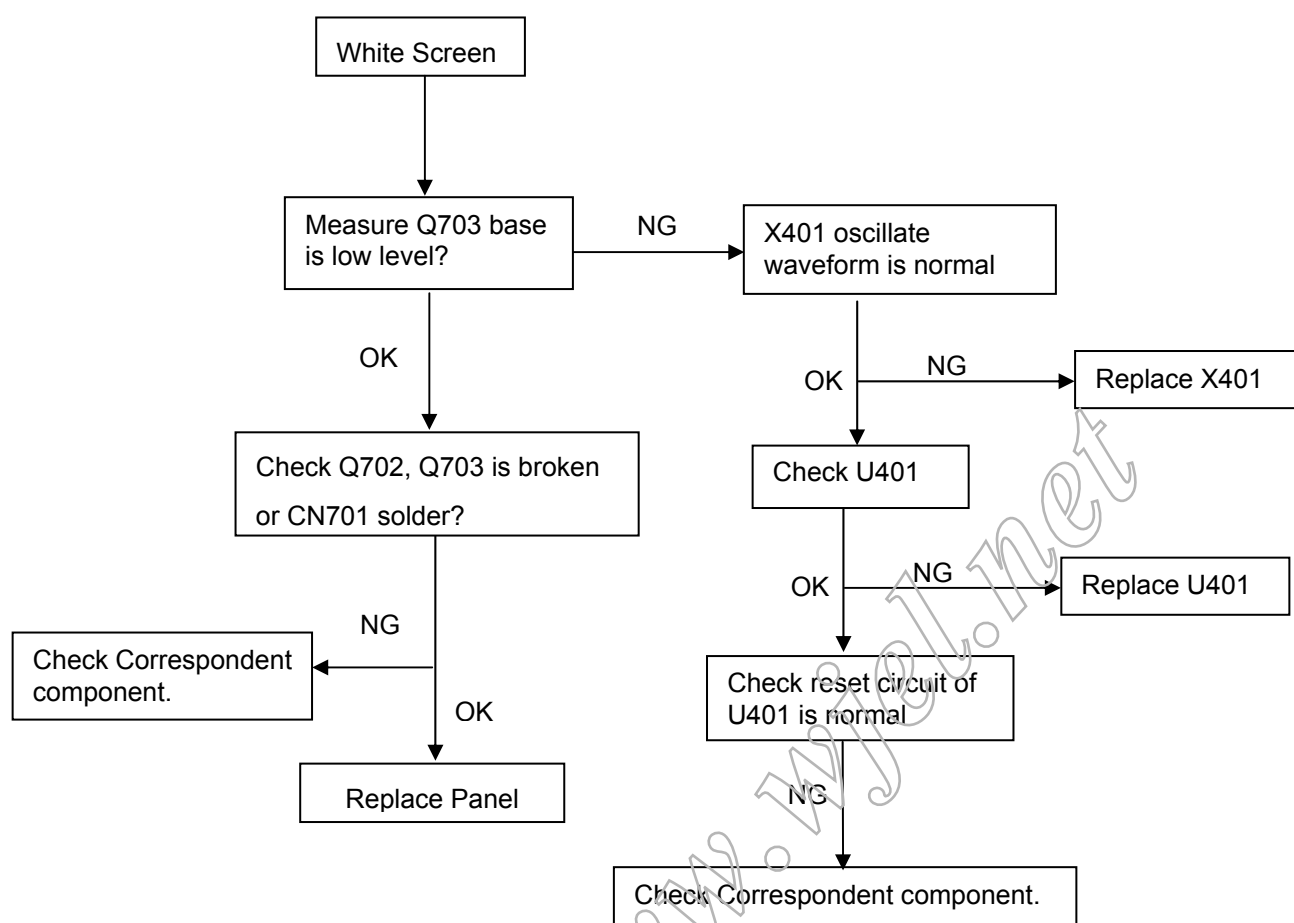 White Screen
Measure Q703 base
is low level?
NG
X401 oscillate
waveform is normal
OK
OK
NG
Replace X401
Check Q702, Q703 is broken
or CN701 solder?
Check U401
OK
NG
Replace U401
NG
Check Correspondent
component.
OK
Check reset circuit of
U401 is normal
Replace Panel
NG
Check Correspondent component.